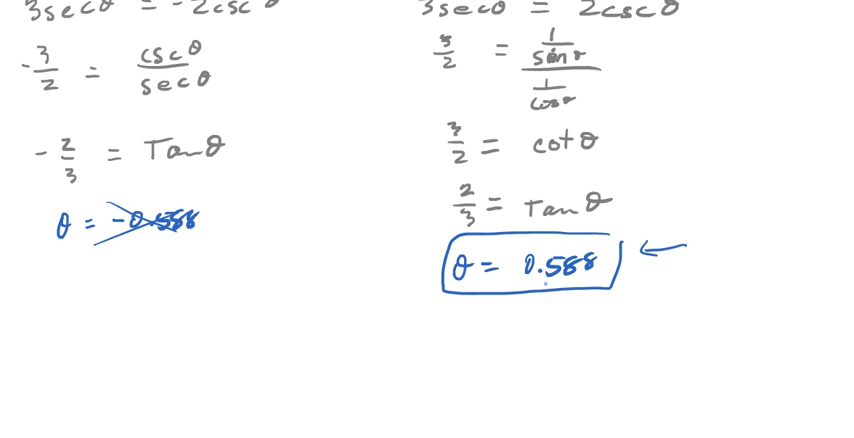 3secθ = -2cscθ
-3/2 = cscθ/secθ
-2/3 = Tanθ
θ = -0.588
3secθ = 2cscθ
3/2 = (1/sinθ)/(1/cosθ)
3/2 = cotθ
2/3 = Tanθ
θ = 0.588